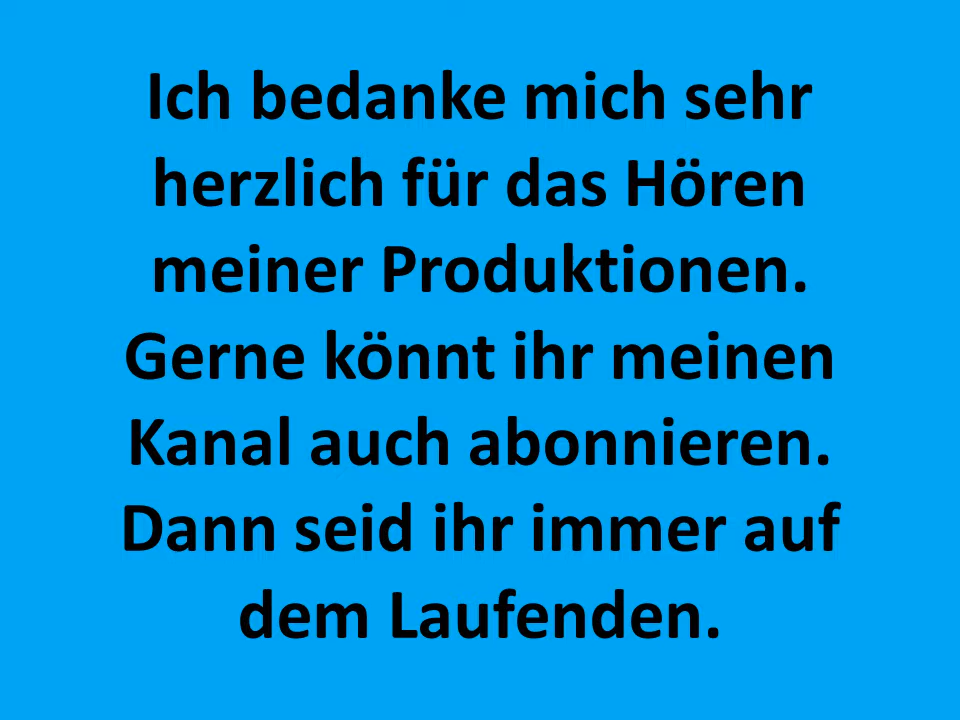 Ich bedanke mich sehr
herzlich für das Hören
meiner Produktionen.
Gerne könnt ihr meinen
Kanal auch abonnieren.
Dann seid ihr immer auf
dem Laufenden.